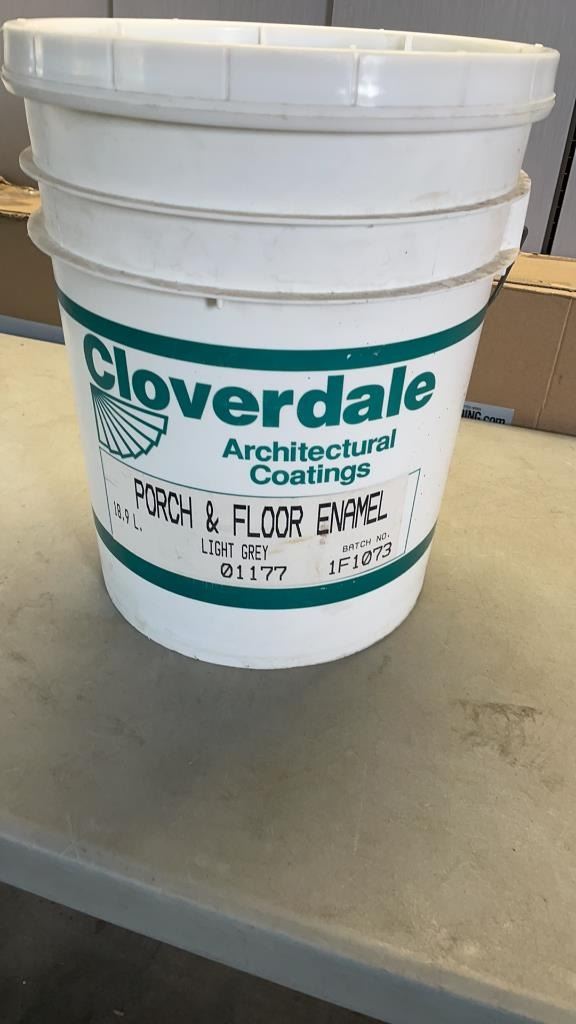 Cloverdale
Architectural
Coatings
PORCH & FLOOR ENAMEL
18.9 L.
LIGHT GREY
BATCH NO.
01177
1F1073